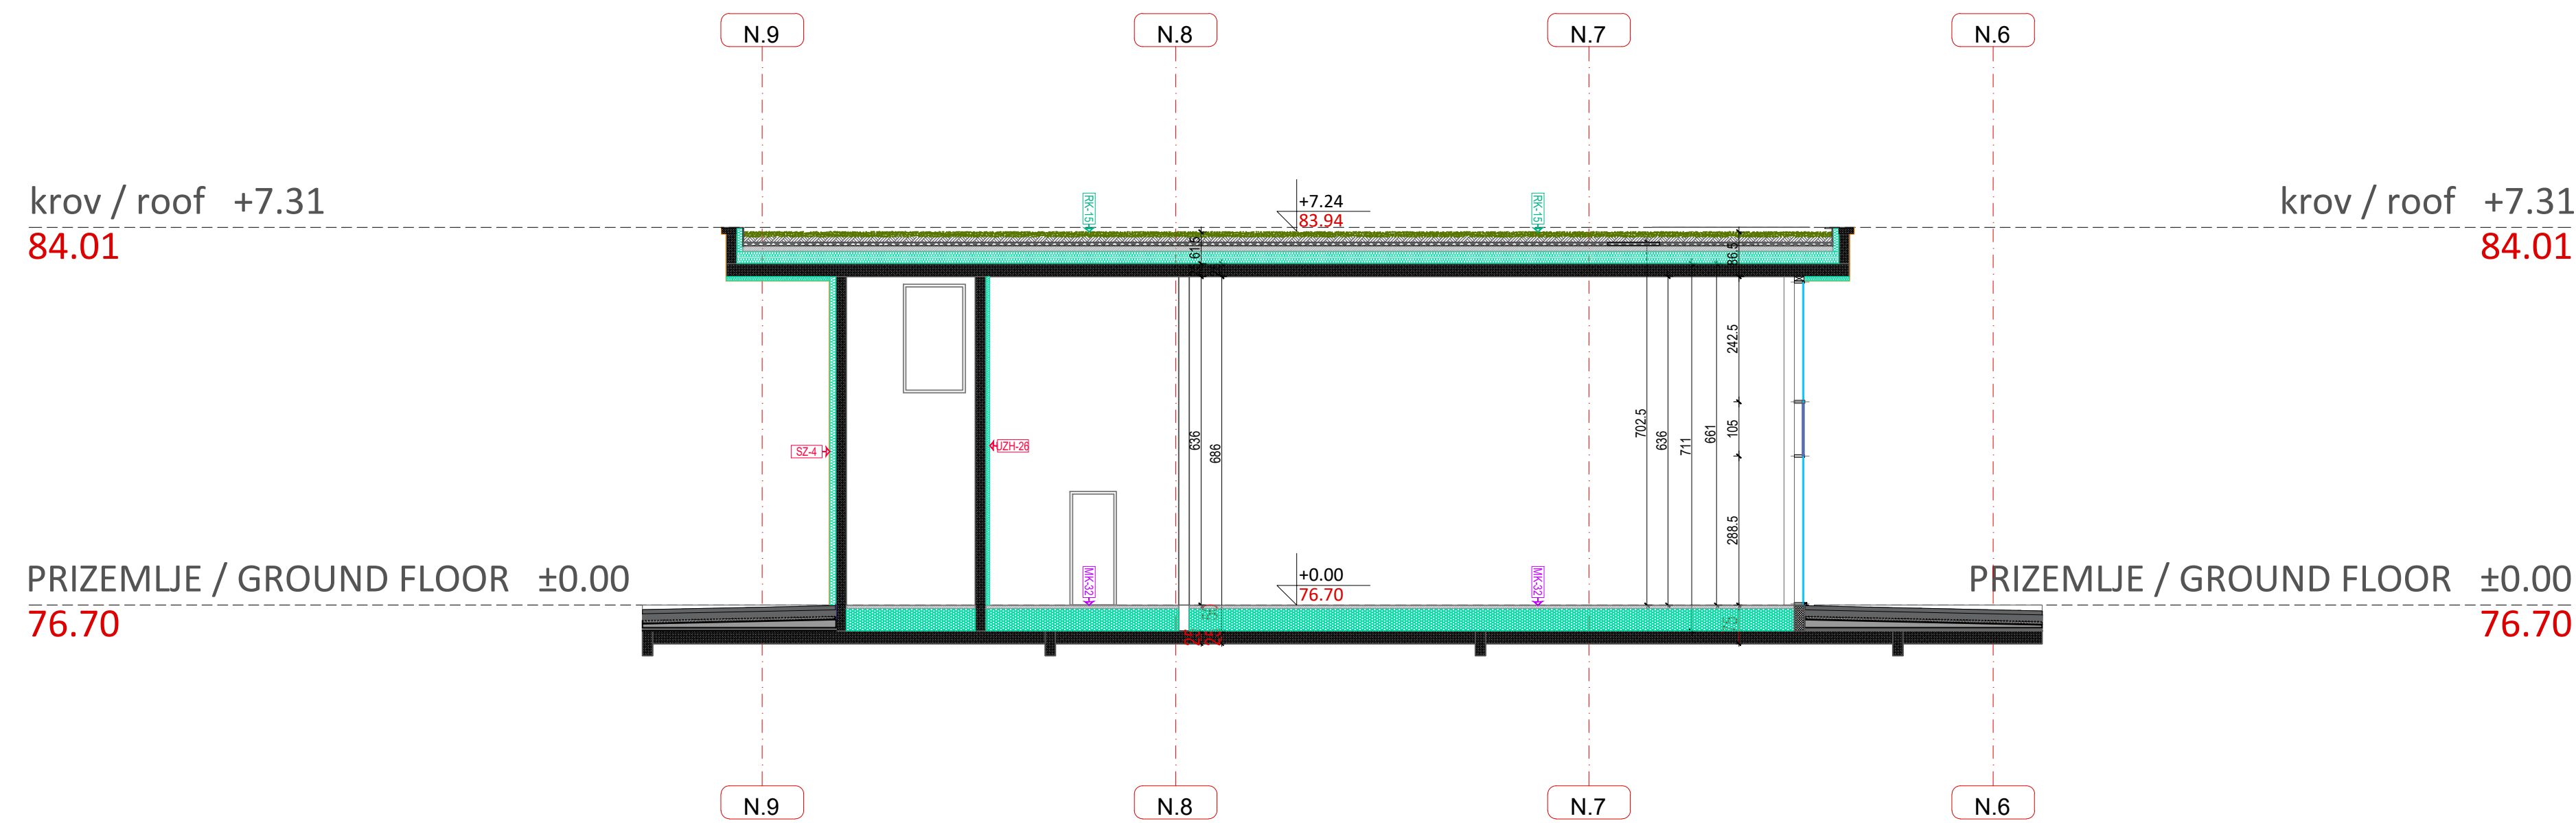 N.9
N.8
N.7
N.6
krov / roof +7.31
84.01
RK-15
+7.24
83.94
RK-15
krov / roof +7.31
84.01
61.5
86.5
242.5
702.5
636
711
661
105
636
686
SZ-4
UZH-26
288.5
PRIZEMLJE / GROUND FLOOR ±0.00
76.70
MK-32
+0.00
76.70
MK-32
PRIZEMLJE / GROUND FLOOR ±0.00
76.70
N.9
N.8
N.7
N.6